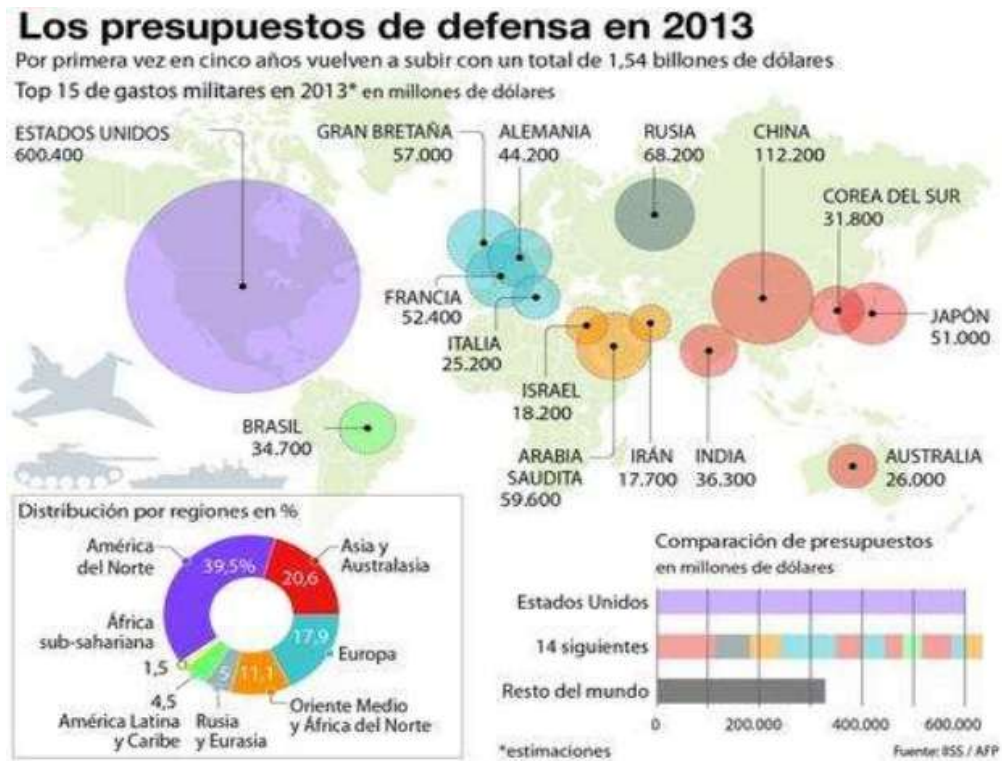 Los presupuestos de defensa en 2013
Por primera vez en cinco años vuelven a subir con un total de 1,54 billones de dólares
Top 15 de gastos militares en 2013* en millones de dólares
ESTADOS UNIDOS
600.400
GRAN BRETAÑA
57.000
ALEMANIA
44.200
RUSIA
68.200
CHINA
112.200
COREA DEL SUR
31.800
FRANCIA
52.400
ITALIA
25.200
JAPÓN
51.000
ISRAEL
18.200
BRASIL
34.700
ARABIA
SAUDITA
59.600
IRÁN
17.700
INDIA
36.300
AUSTRALIA
26.000
Distribución por regiones en %
América
del Norte
39,5%
Asia y
Australasia
20,6
África
sub-sahariana
1,5
17,9
Europa
4,5
América Latina
y Caribe
5
Rusia
y Eurasia
11,1
Oriente Medio
y África del Norte
Comparación de presupuestos
en millones de dólares
Estados Unidos
14 siguientes
Resto del mundo
0 200.000 400.000 600.000
*estimaciones
Fuente: IISS / AFP